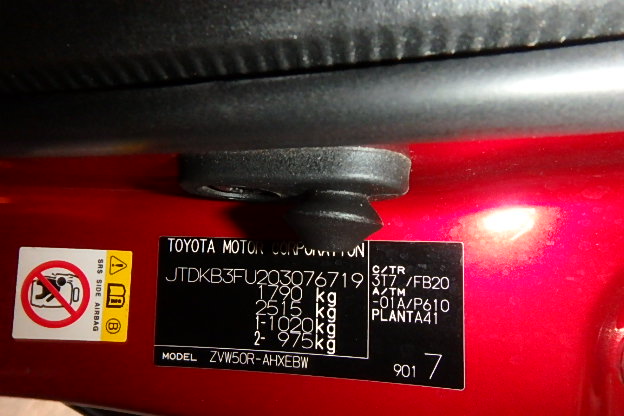 TOYOTA MOTOR CORPORATION
JTDKB3FU203076719
1790 kg
2515 kg
1-1020 kg
2- 975 kg
C/TR
3T7 /FB20
A/TM
-01A/P610
PLANTA41
MODEL ZVW50R-AHXEBW
901 7
SRS SIDE AIRBAG
B